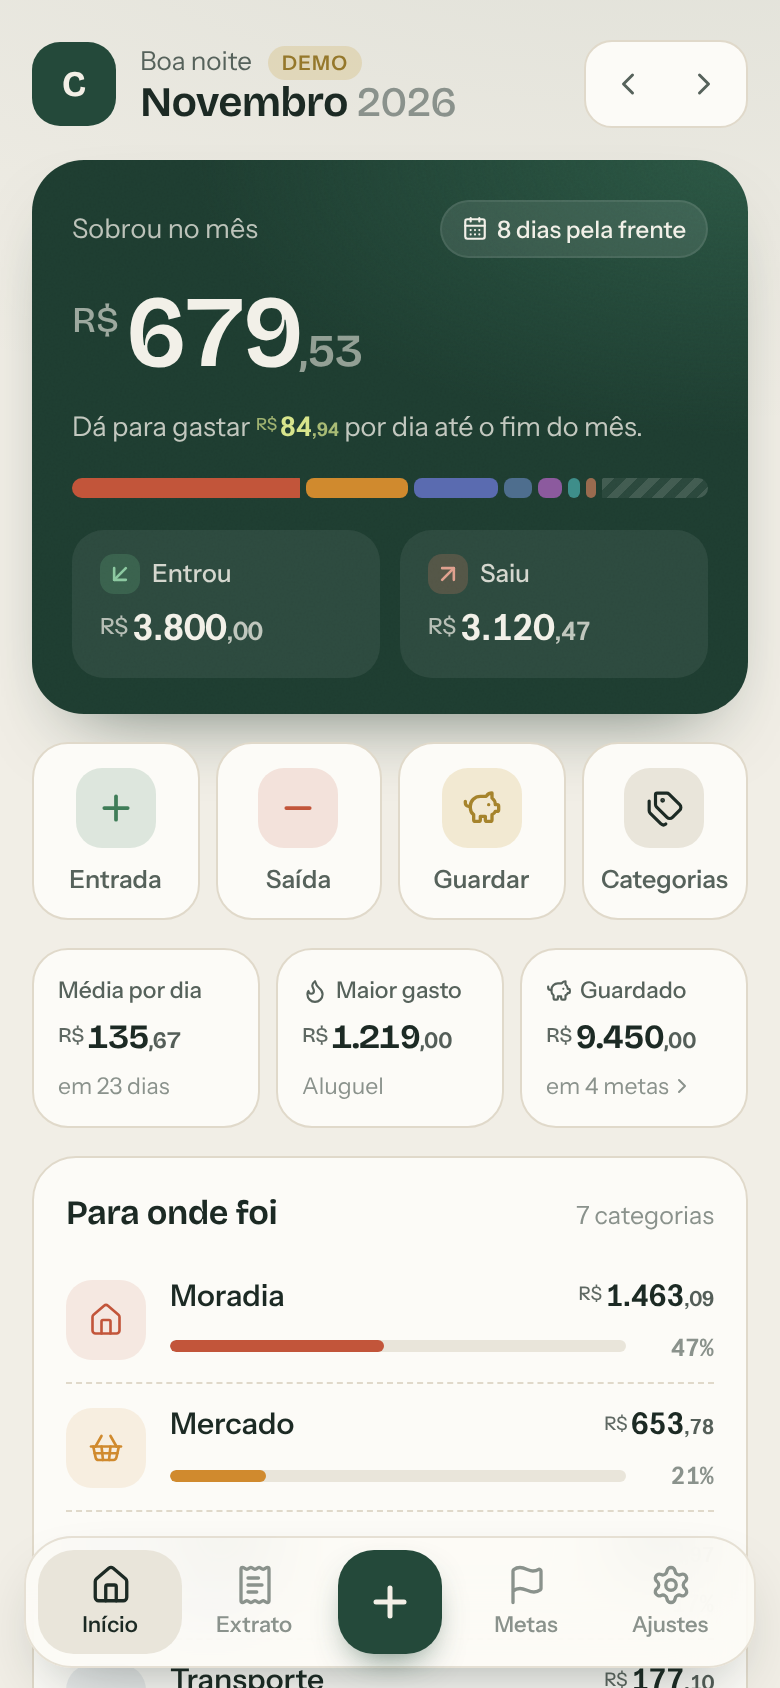 C
Boa noite DEMO
Novembro 2026
Sobrou no mês
8 dias pela frente
R$ 679,53
Dá para gastar R$ 84,94 por dia até o fim do mês.
Entrou
R$ 3.800,00
Saiu
R$ 3.120,47
Entrada
Saída
Guardar
Categorias
Média por dia
R$ 135,67
em 23 dias
Maior gasto
R$ 1.219,00
Aluguel
Guardado
R$ 9.450,00
em 4 metas
Para onde foi
7 categorias
Moradia
R$ 1.463,09
47%
Mercado
R$ 653,78
21%
Início
Extrato
Metas
Ajustes
Transporte
R$ 177,10